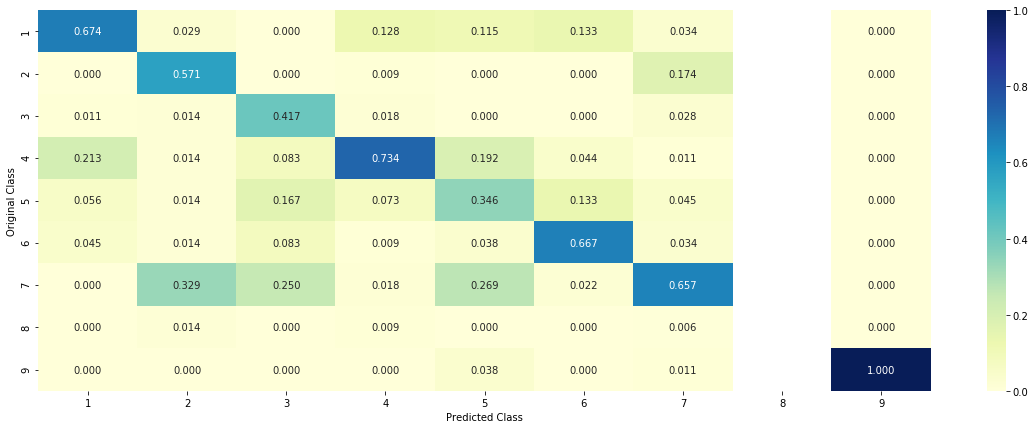 1.0
1 0.674 0.029 0.000 0.128 0.115 0.133 0.034 0.000
2 0.000 0.571 0.000 0.009 0.000 0.000 0.174 0.000
0.8
3 0.011 0.014 0.417 0.018 0.000 0.000 0.028 0.000
4 0.213 0.014 0.083 0.734 0.192 0.044 0.011 0.000
0.6
Original Class
5 0.056 0.014 0.167 0.073 0.346 0.133 0.045 0.000
0.4
6 0.045 0.014 0.083 0.009 0.038 0.667 0.034 0.000
7 0.000 0.329 0.250 0.018 0.269 0.022 0.657 0.000
0.2
8 0.000 0.014 0.000 0.009 0.000 0.000 0.006 0.000
9 0.000 0.000 0.000 0.000 0.038 0.000 0.011 1.000
0.0
1 2 3 4 5 6 7 8 9
Predicted Class